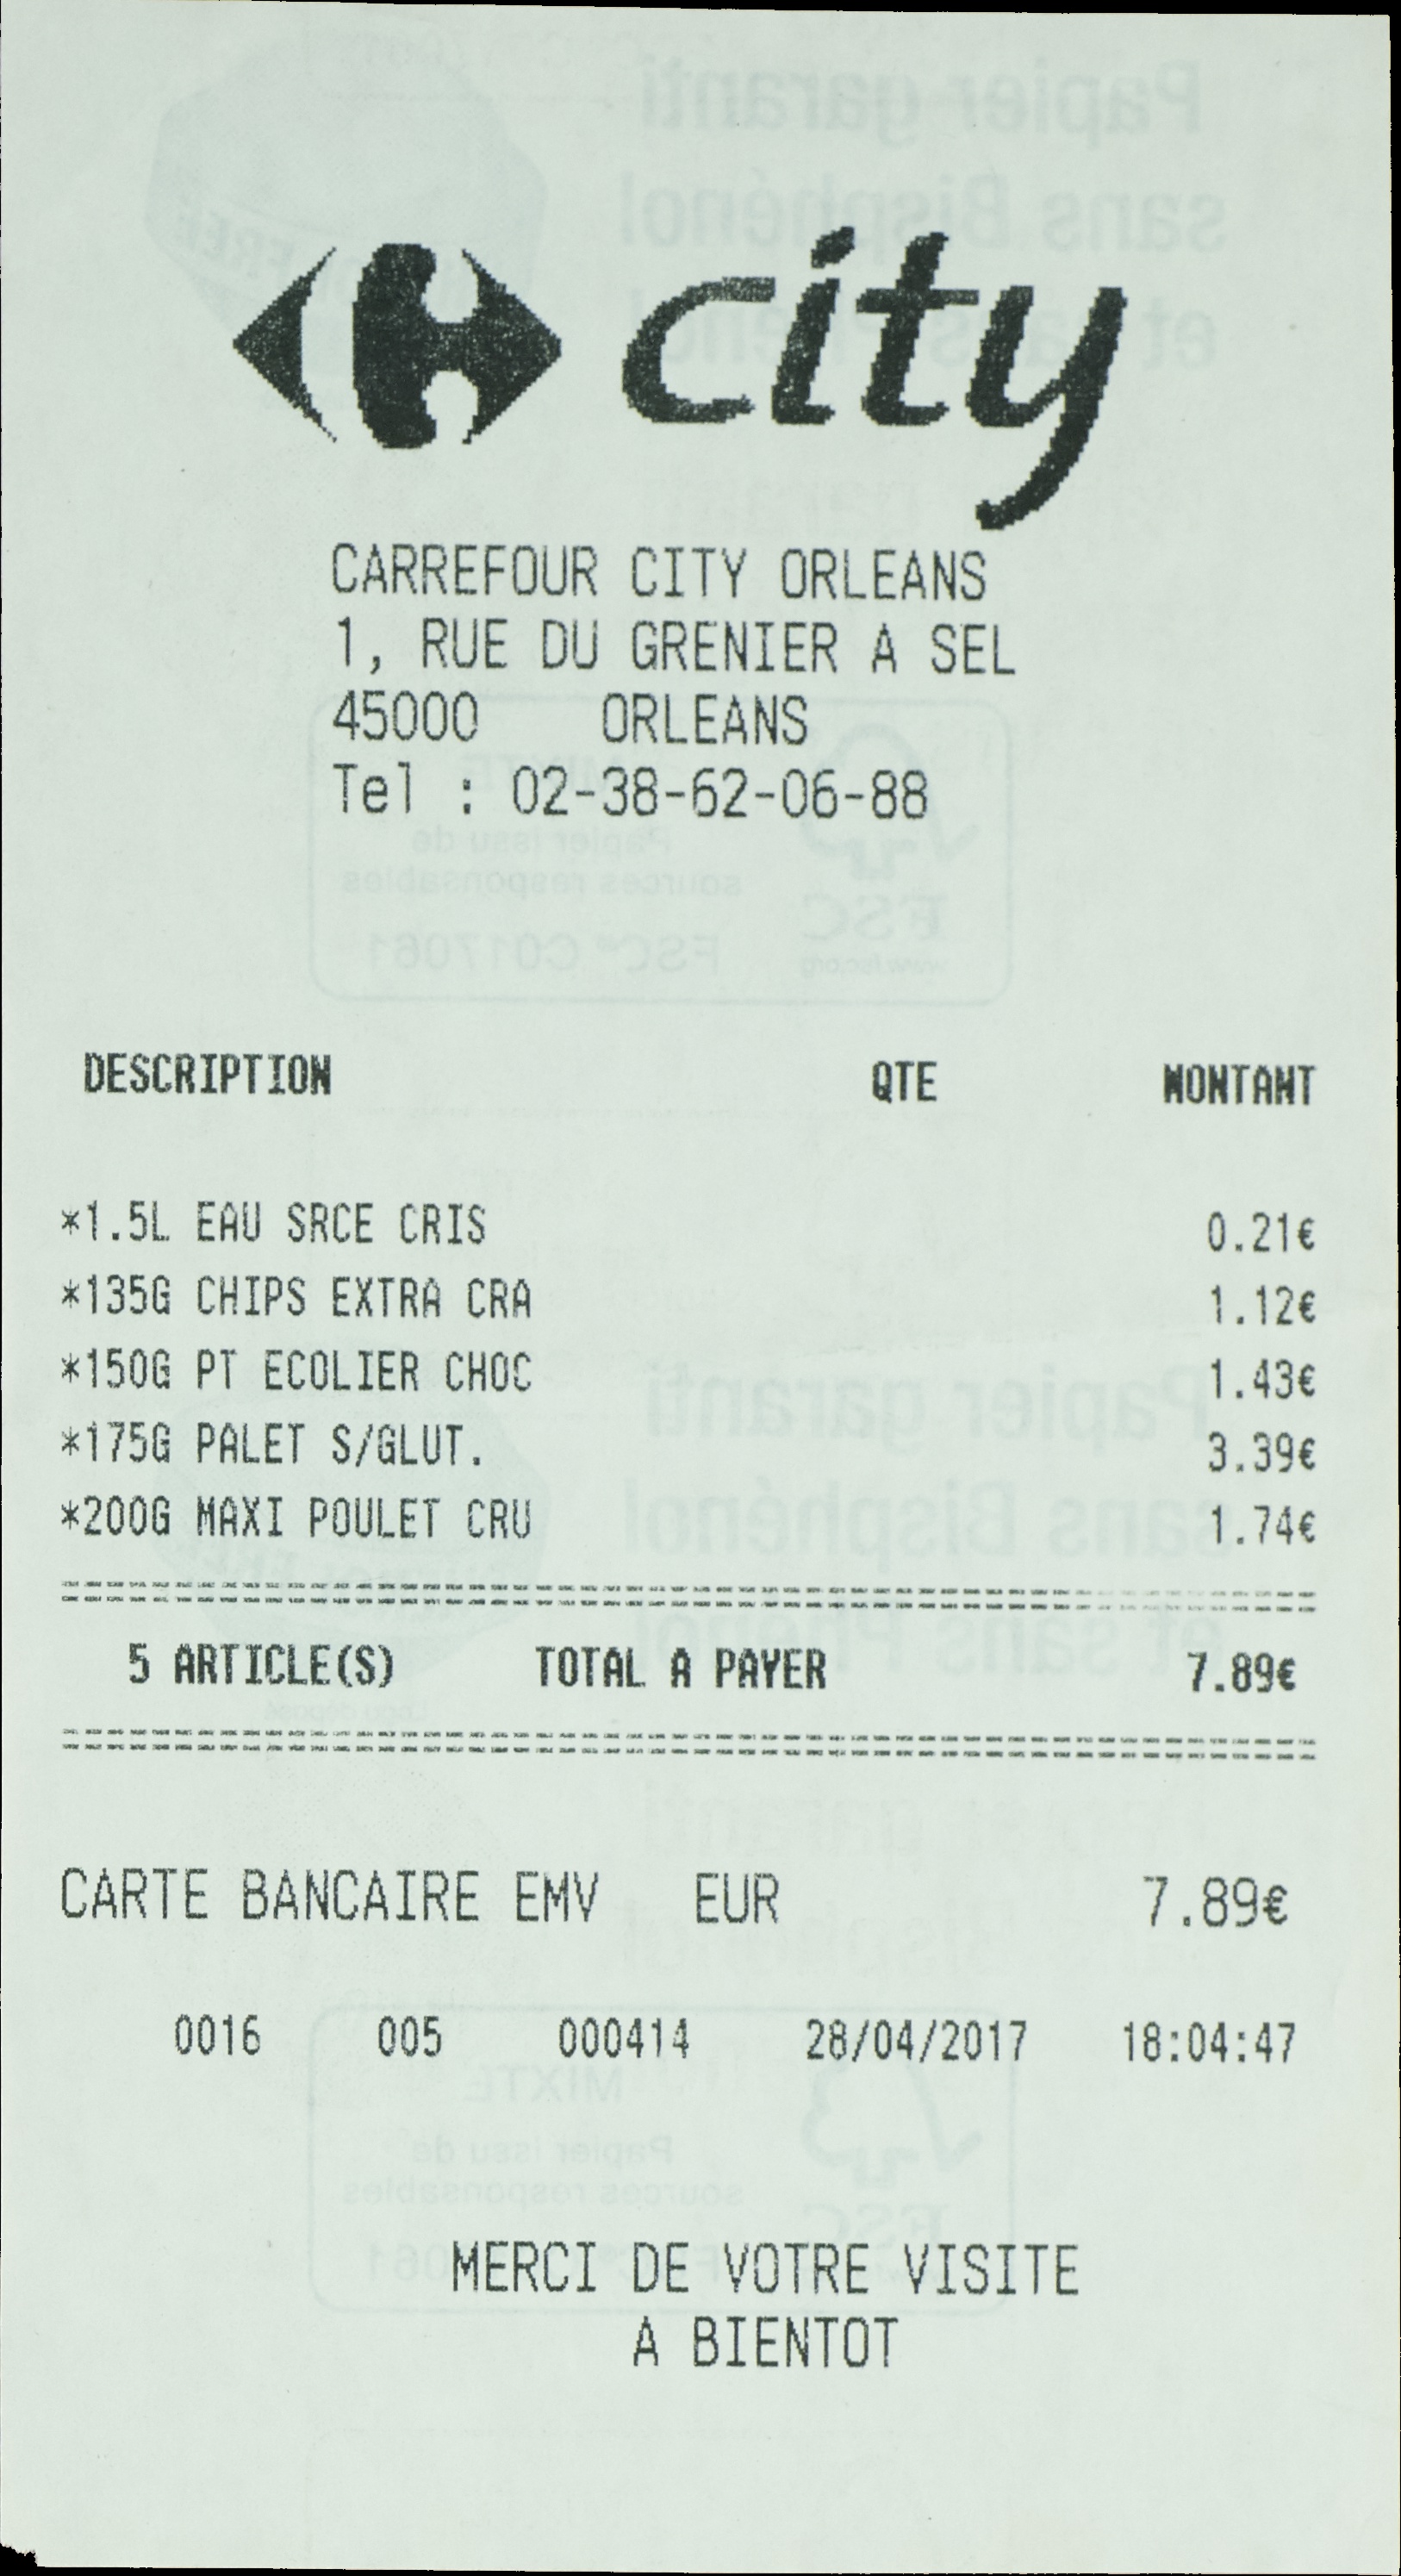 city
CARREFOUR CITY ORLEANS
1, RUE DU GRENIER A SEL
45000 ORLEANS
Tel : 02-38-62-06-88
DESCRIPTION QTE MONTANT
*1.5L EAU SRCE CRIS 0.21€
*135G CHIPS EXTRA CRA 1.12€
*150G PT ECOLIER CHOC 1.43€
*175G PALET S/GLUT. 3.39€
*200G MAXI POULET CRU 1.74€
5 ARTICLE(S) TOTAL A PAYER 7.89€
CARTE BANCAIRE EMV EUR 7.89€
0016 005 000414 28/04/2017 18:04:47
MERCI DE VOTRE VISITE
A BIENTOT